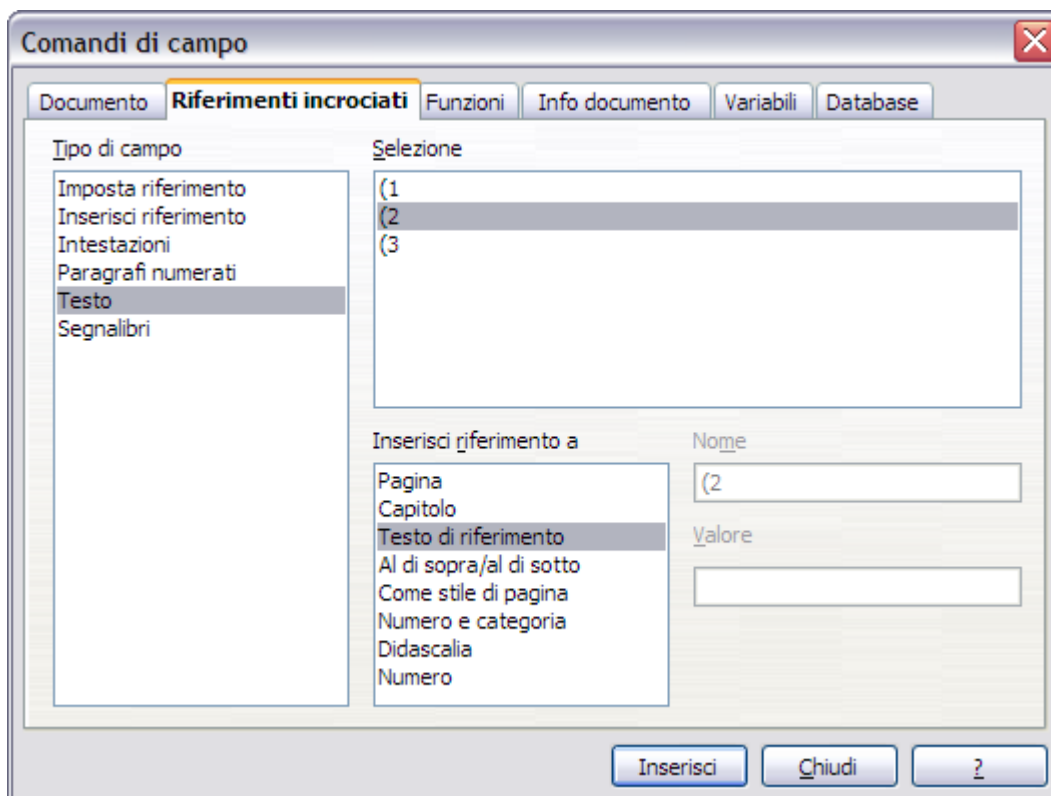 Comandi di campo
Documento Riferimenti incrociati Funzioni Info documento Variabili Database
Tipo di campo
Imposta riferimento
Inserisci riferimento
Intestazioni
Paragrafi numerati
Testo
Segnalibri
Selezione
(1
(2
(3
Inserisci riferimento a
Pagina
Capitolo
Testo di riferimento
Al di sopra/al di sotto
Come stile di pagina
Numero e categoria
Didascalia
Numero
Nome
(2
Valore
Inserisci Chiudi ?